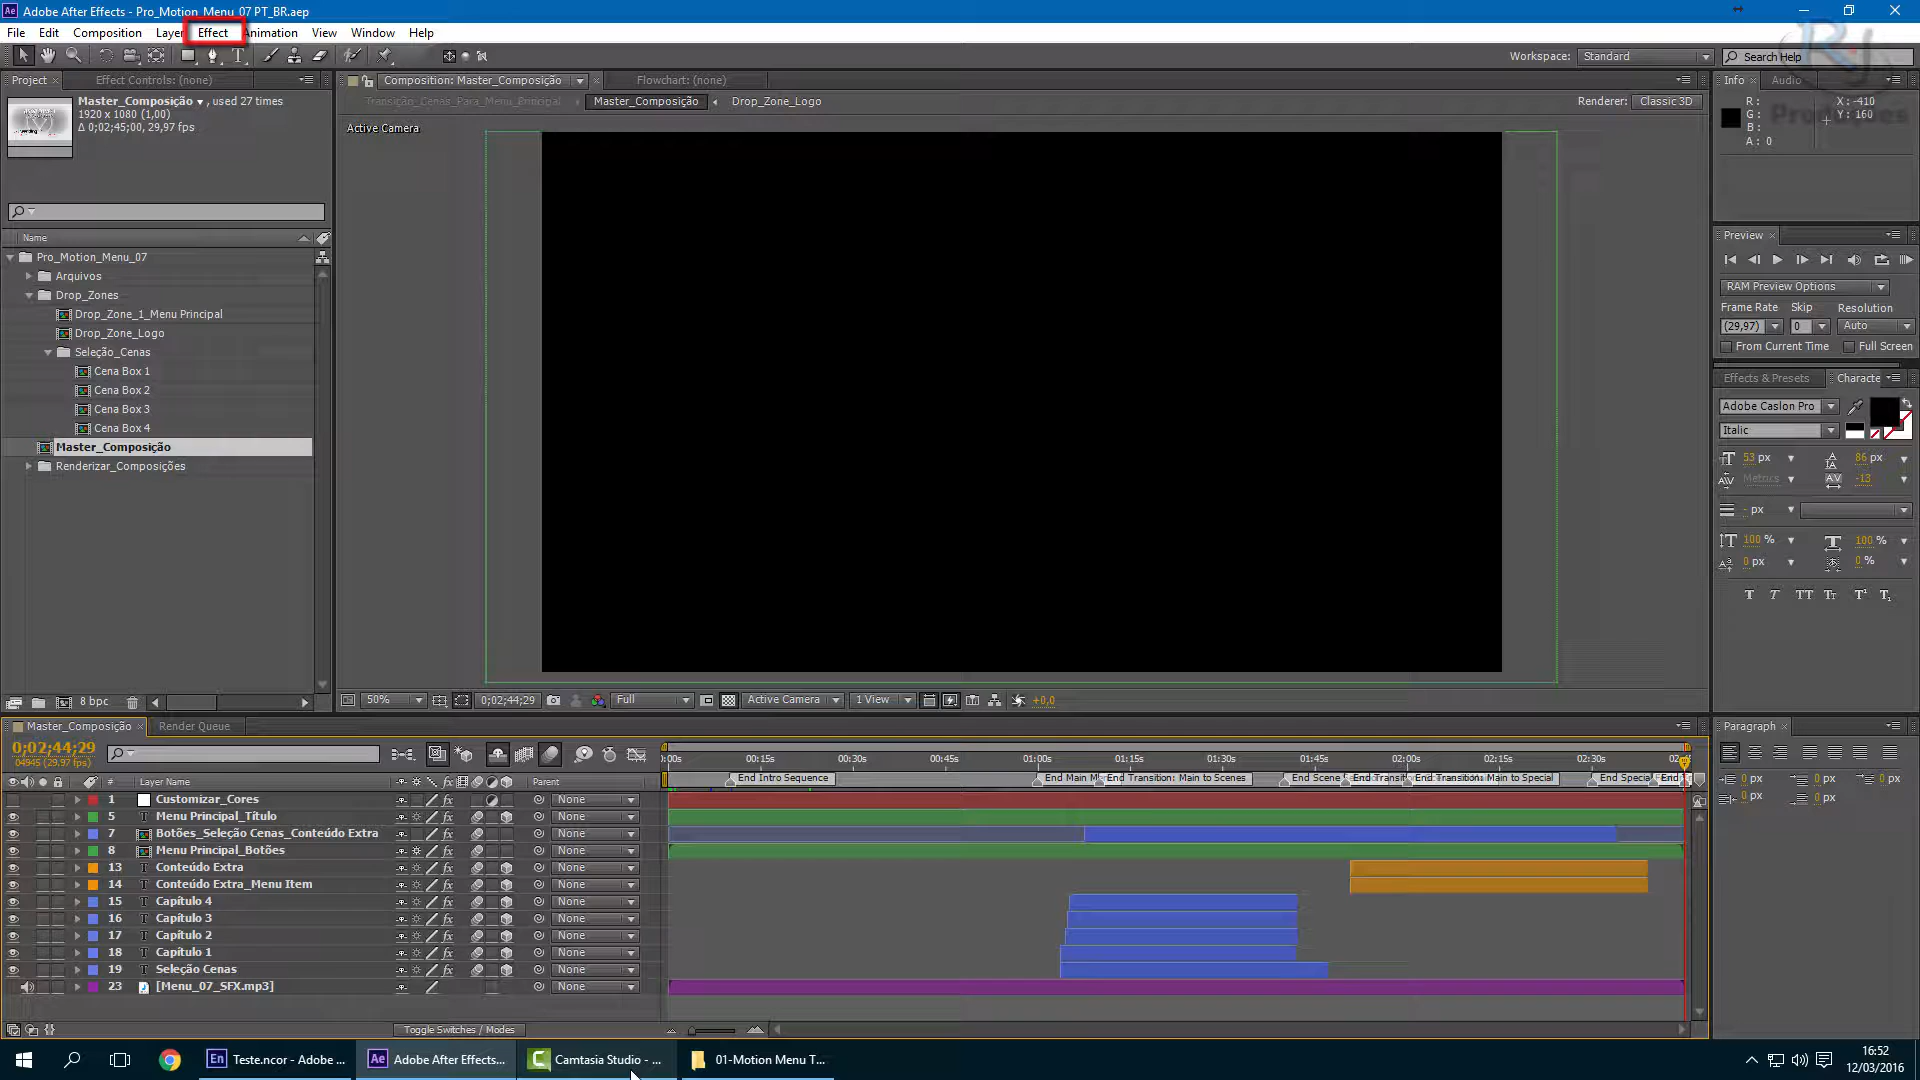 Adobe After Effects - Pro_Motion_Menu_07 PT_BR.aep
File Edit Composition Layer Effect Animation View Window Help
Workspace: Standard Search Help
Project Effect Controls: (none) Composition: Master_Composição Flowchart: (none) Info Audio
Master_Composição , used 27 times
1920 x 1080 (1,00)
Δ 0;02;45;00, 29,97 fps
Transição_Cenas_Para_Menu_Principal Master_Composição Drop_Zone_Logo Renderer: Classic 3D
Active Camera
R:
G:
B:
A: 0
X: -410
Y: 160
Produções
Name
Pro_Motion_Menu_07
Arquivos
Drop_Zones
Drop_Zone_1_Menu Principal
Drop_Zone_Logo
Seleção_Cenas
Cena Box 1
Cena Box 2
Cena Box 3
Cena Box 4
Master_Composição
Renderizar_Composições
Preview
RAM Preview Options
Frame Rate Skip Resolution
(29,97) 0 Auto
From Current Time Full Screen
Effects & Presets Characte
Adobe Caslon Pro
Italic
53 px 86 px
Metrics -13
- px
100 % 100 %
0 px 0 %
T T TT Tt T¹ T₁
8 bpc 50% 0;02;44;29 Full Active Camera 1 View +0,0
Master_Composição Render Queue
0;02;44;29
04945 (29.97 fps)
:00s 00:15s 00:30s 00:45s 01:00s 01:15s 01:30s 01:45s 02:00s 02:15s 02:30s 02:
End Intro Sequence End Main M End Transition: Main to Scenes End Scene End Transit End Transition: Main to Special End Specia End
# Layer Name Parent
1 Customizar_Cores None
5 Menu Principal_Título None
7 Botões_Seleção Cenas_Conteúdo Extra None
8 Menu Principal_Botões None
13 Conteúdo Extra None
14 Conteúdo Extra_Menu Item None
15 Capítulo 4 None
16 Capítulo 3 None
17 Capítulo 2 None
18 Capítulo 1 None
19 Seleção Cenas None
23 [Menu_07_SFX.mp3] None
Toggle Switches / Modes
Paragraph
0 px 0 px 0 px
0 px 0 px
Teste.ncor - Adobe ... Adobe After Effects... Camtasia Studio - ... 01-Motion Menu T...
16:52
12/03/2016